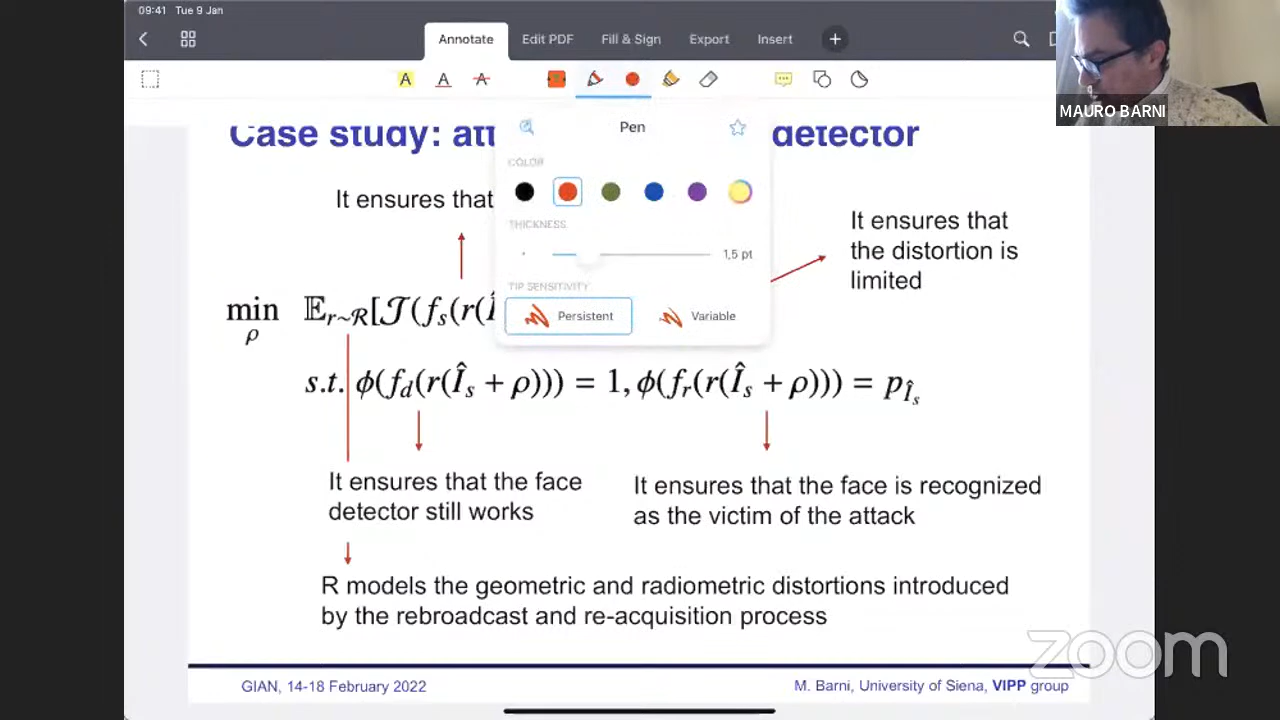 09:41 Tue 9 Jan
Annotate Edit PDF Fill & Sign Export Insert +
MAURO BARNI
Case study: detector
Pen
COLOR
It ensures that
THICKNESS
1,5 pt
It ensures that
the distortion is
limited
TIP SENSITIVITY
Persistent Variable
min 𝔼r~ℛ[𝒥(fs(r(Î
ρ
s.t. ϕ(fd(r(Îs + ρ))) = 1, ϕ(fr(r(Îs + ρ))) = pÎs
It ensures that the face
detector still works
It ensures that the face is recognized
as the victim of the attack
R models the geometric and radiometric distortions introduced
by the rebroadcast and re-acquisition process
zoom
GIAN, 14-18 February 2022
M. Barni, University of Siena, VIPP group